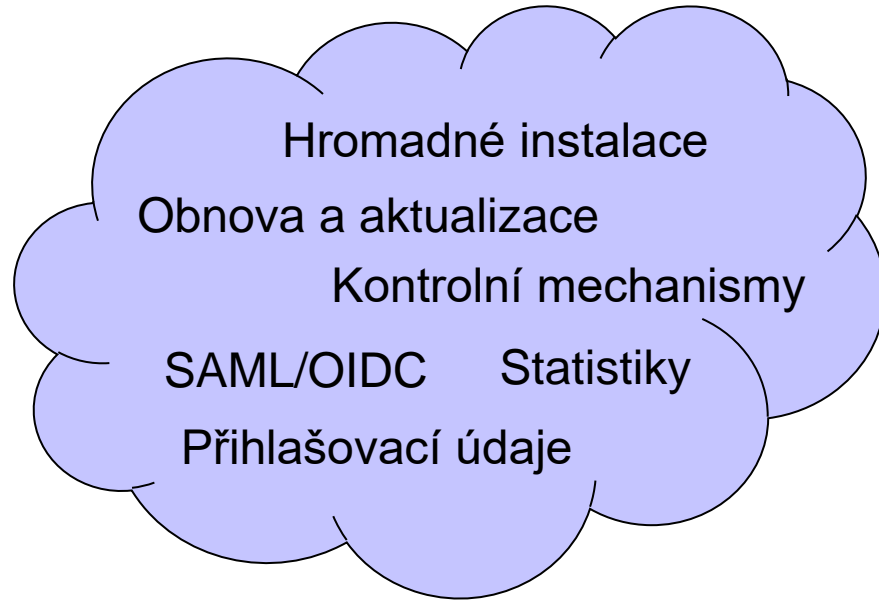 Hromadné instalace
Obnova a aktualizace
Kontrolní mechanismy
SAML/OIDC Statistiky
Přihlašovací údaje